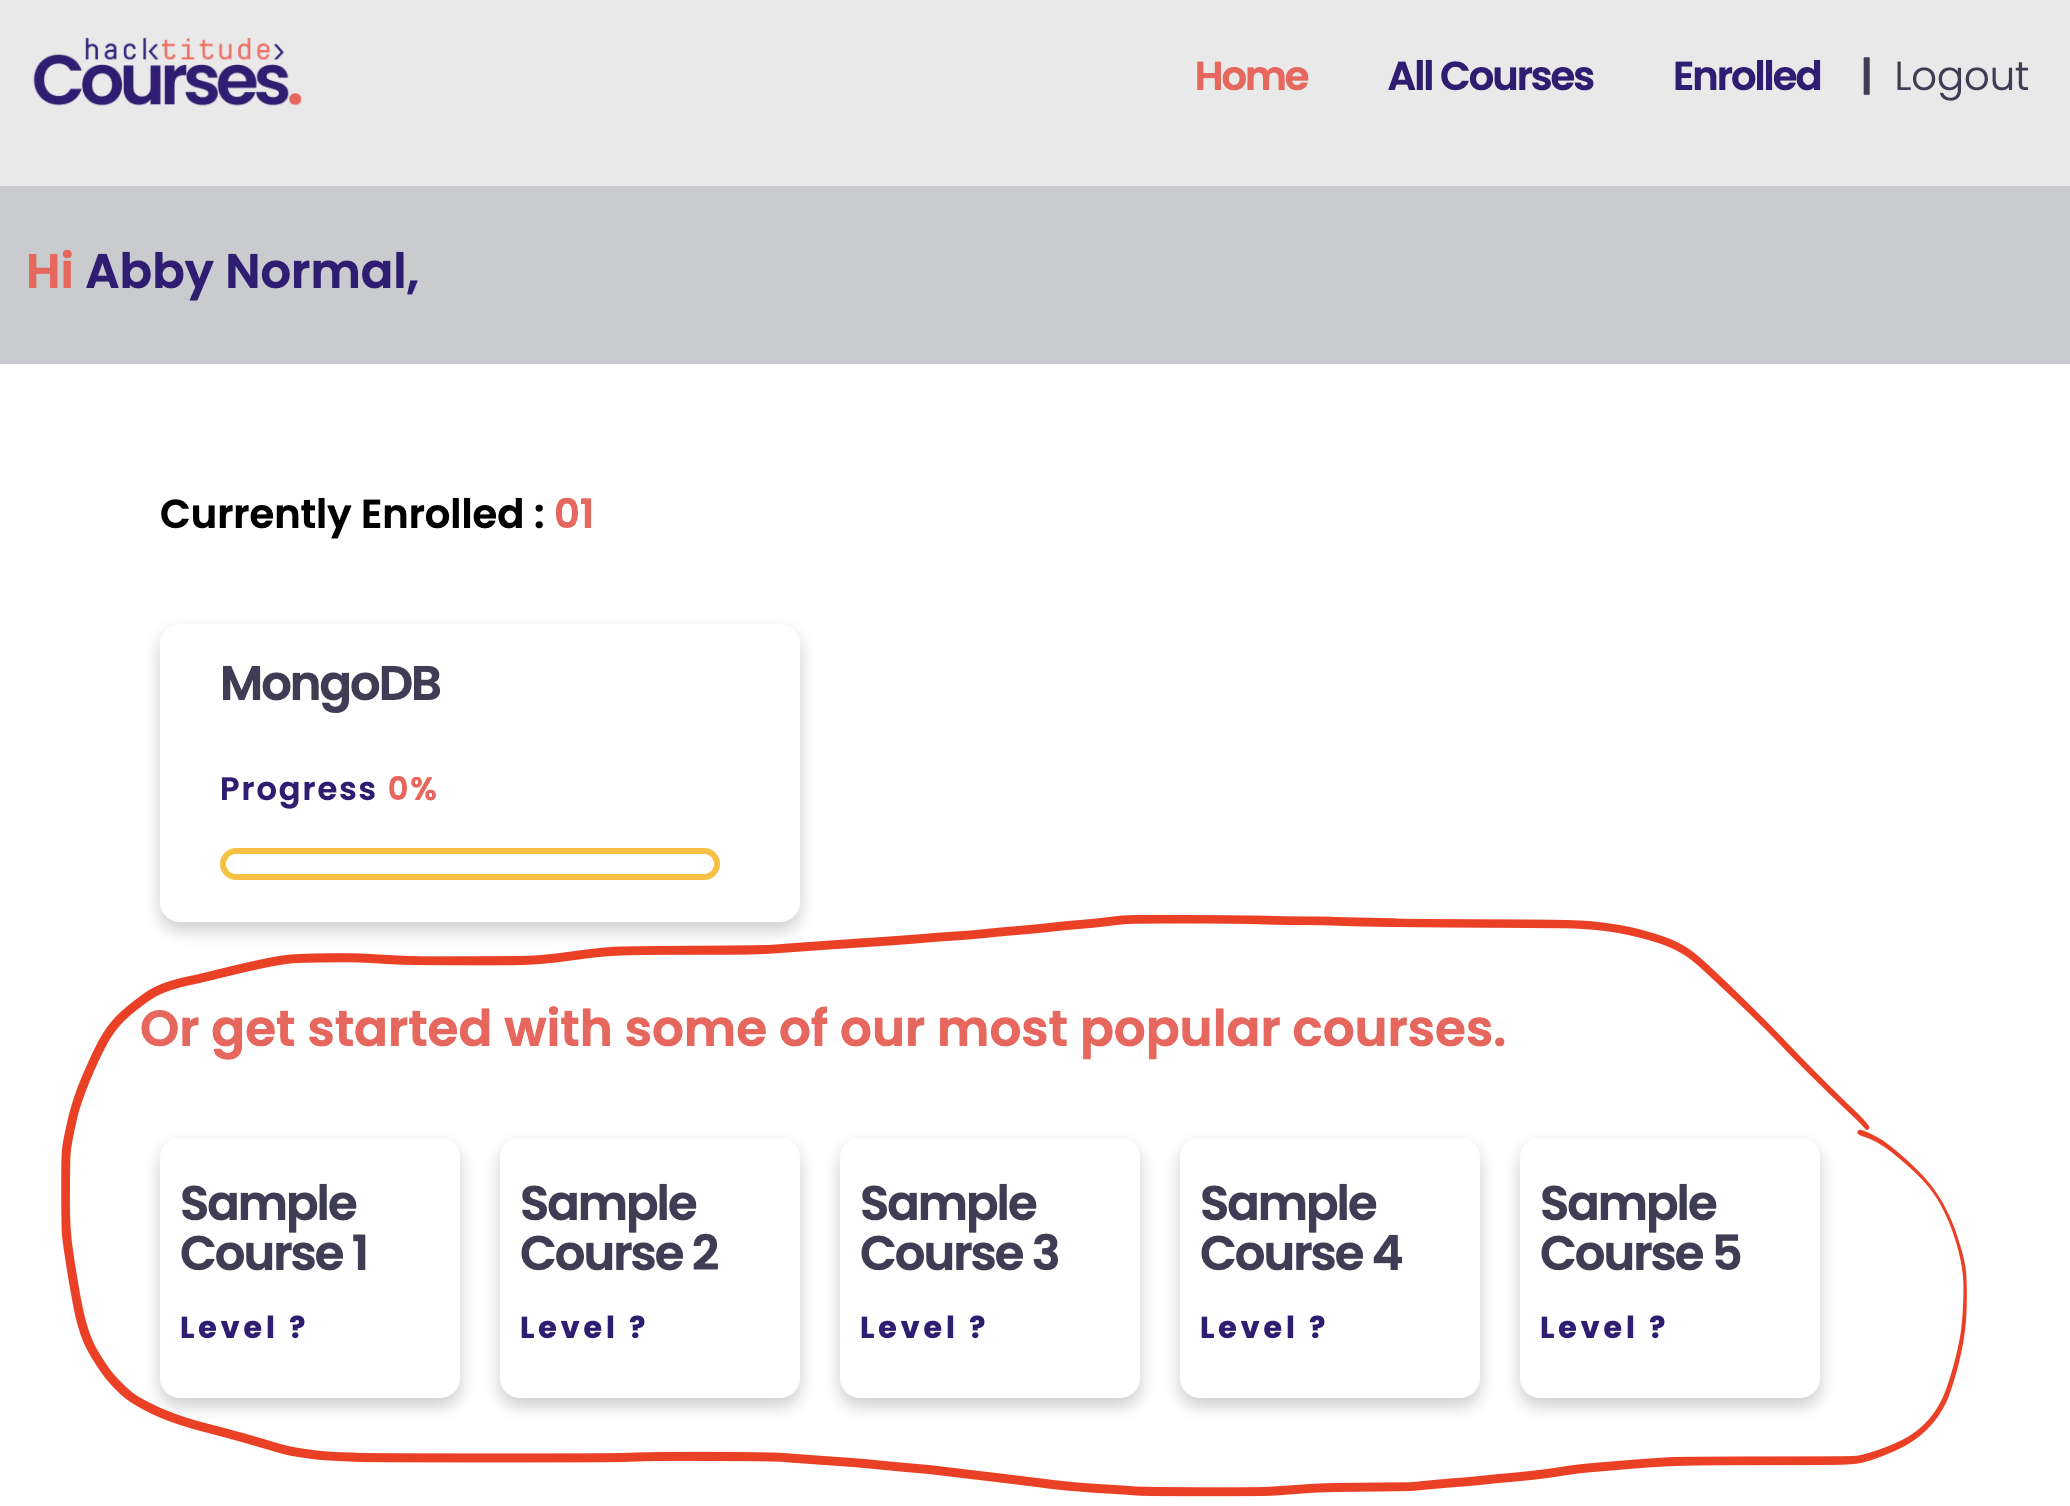 hack<titude>
Courses.
Home All Courses Enrolled | Logout
Hi Abby Normal,
Currently Enrolled : 01
MongoDB
Progress 0%
Or get started with some of our most popular courses.
Sample
Course 1
Level ?
Sample
Course 2
Level ?
Sample
Course 3
Level ?
Sample
Course 4
Level ?
Sample
Course 5
Level ?